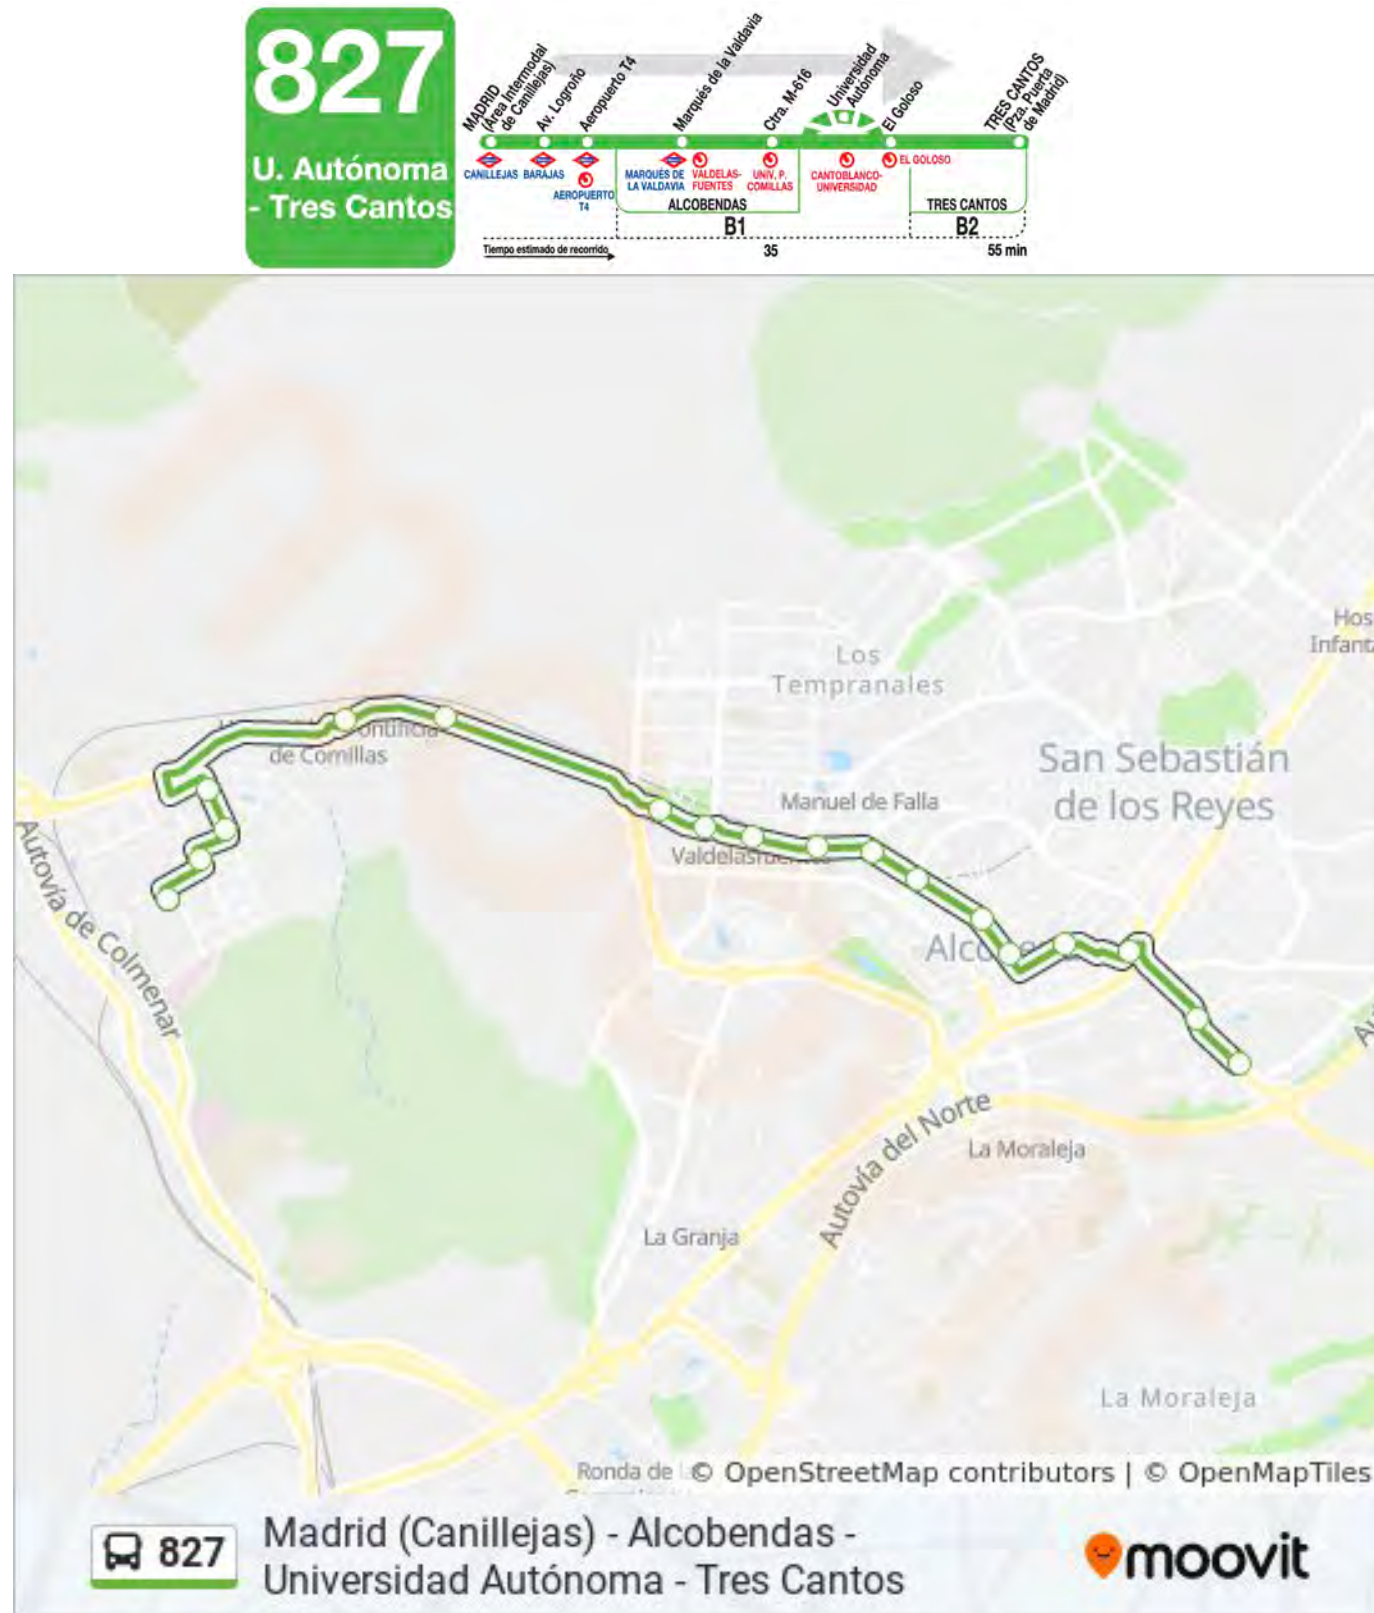 827
U. Autónoma
- Tres Cantos
MADRID
(Área Intermodal
de Canillejas)
Av. Logroño
Aeropuerto T4
Marqués de la Valdavia
Ctra. M-616
Universidad
Autónoma
El Goloso
TRES CANTOS
(Pza. Puerta
de Madrid)
CANILLEJAS
BARAJAS
AEROPUERTO
T4
MARQUÉS DE
LA VALDAVIA
VALDELAS-
FUENTES
UNIV. P.
COMILLAS
CANTOBLANCO-
UNIVERSIDAD
EL GOLOSO
ALCOBENDAS
TRES CANTOS
B1
B2
Tiempo estimado de recorrido
35
55 min
Hos
Infanta
Los
Tempranales
de Comillas
San Sebastián
de los Reyes
Manuel de Falla
Autovía de Colmenar
Autovía del Norte
La Moraleja
La Granja
La Moraleja
Ronda de
© OpenStreetMap contributors | © OpenMapTiles
827
Madrid (Canillejas) - Alcobendas -
Universidad Autónoma - Tres Cantos
moovit